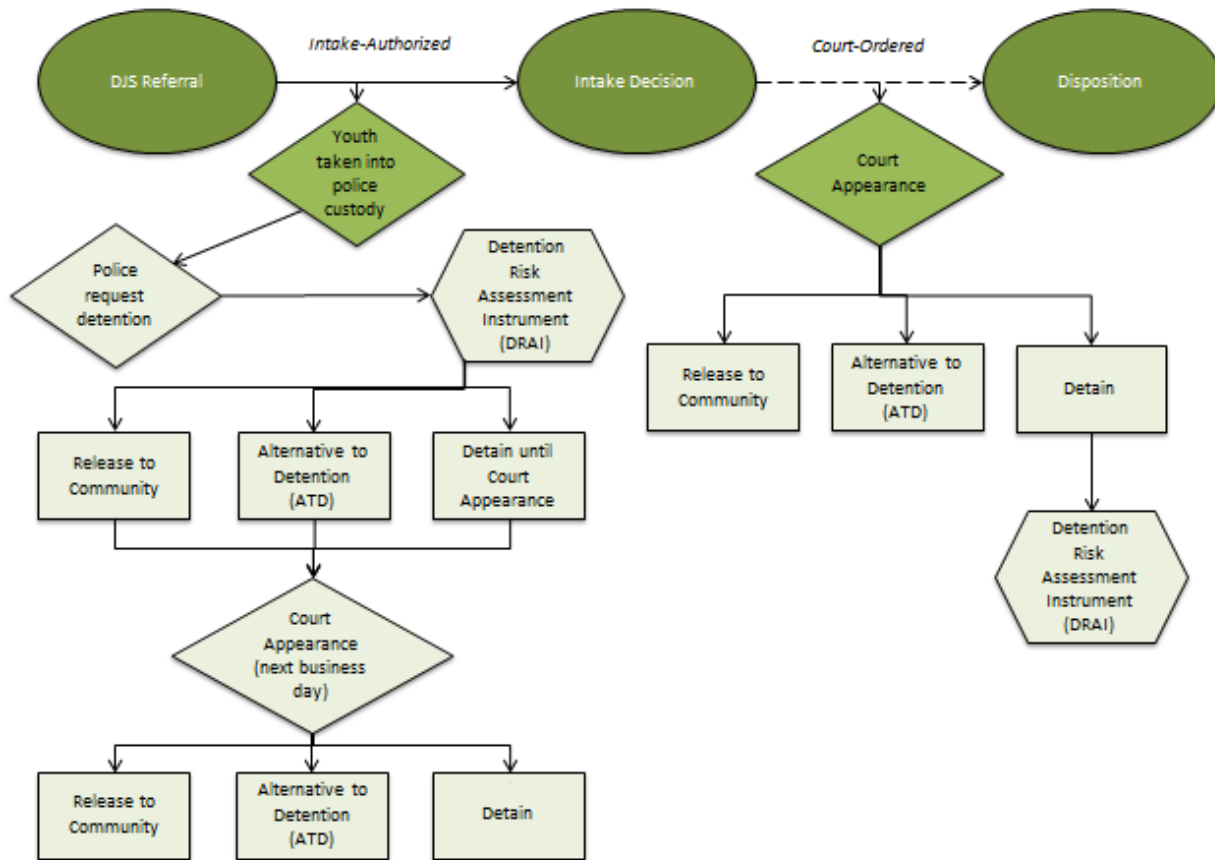 Intake-Authorized
Court-Ordered
DJS Referral
Intake Decision
Disposition
Youth
taken into
police
custody
Court
Appearance
Police
request
detention
Detention
Risk
Assessment
Instrument
(DRAI)
Release to
Community
Alternative to
Detention
(ATD)
Detain
Release to
Community
Alternative to
Detention
(ATD)
Detain until
Court
Appearance
Detention
Risk
Assessment
Instrument
(DRAI)
Court
Appearance
(next business
day)
Release to
Community
Alternative to
Detention
(ATD)
Detain